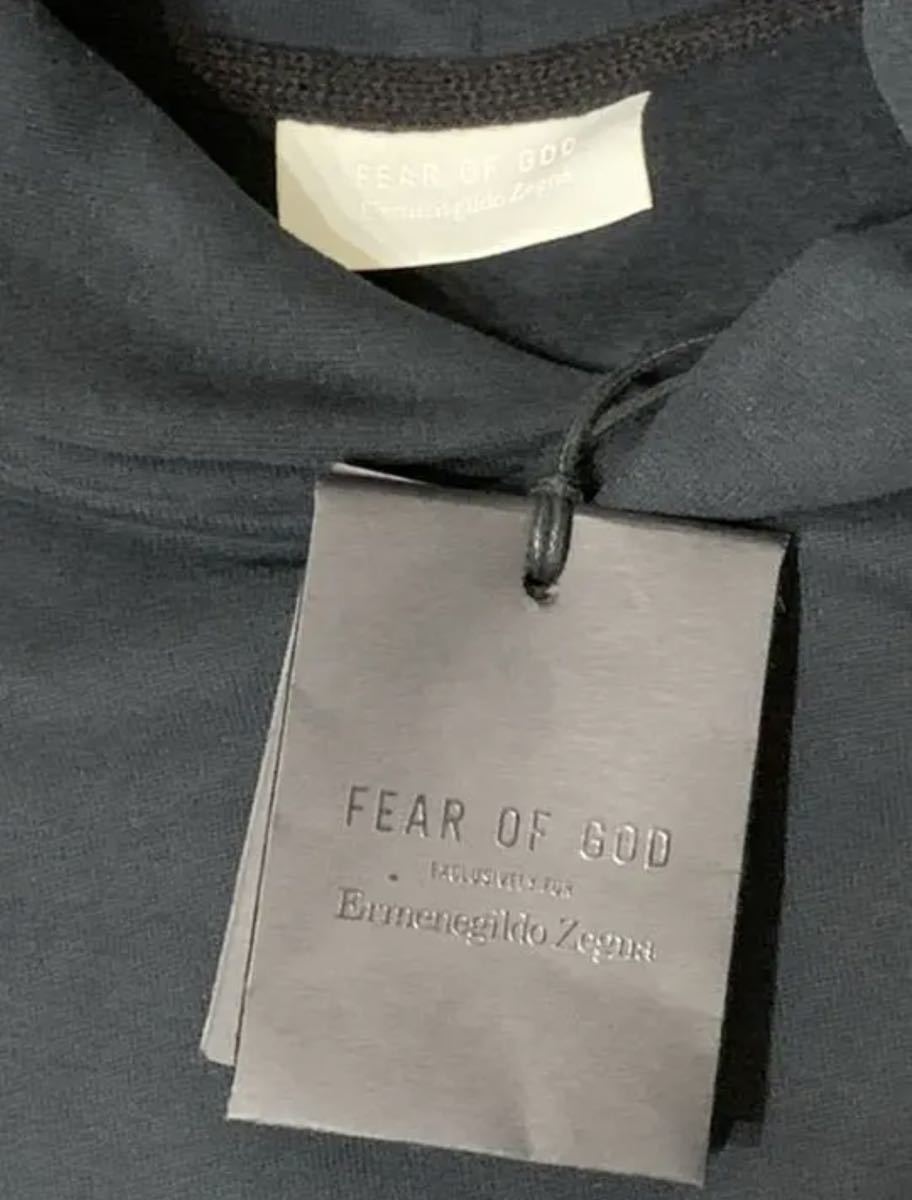 FEAR OF GOD
Ermenegildo Zegna
FEAR OF GOD
EXCLUSIVELY FOR
Ermenegildo Zegna